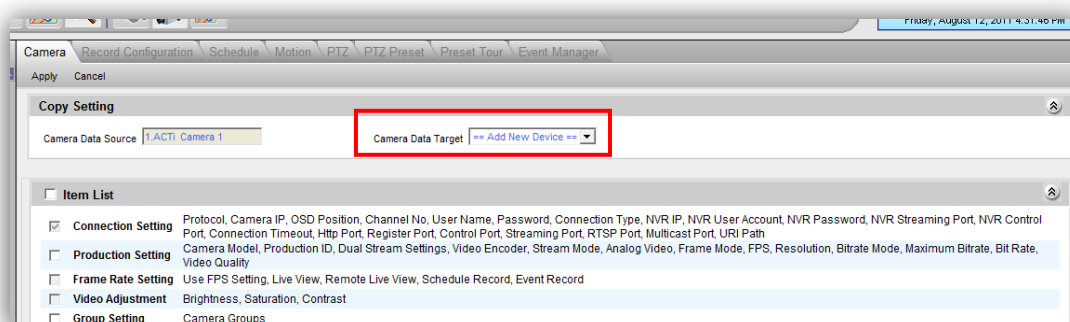 Friday, August 12, 2011 4:31:46 PM
Camera Record Configuration Schedule Motion PTZ PTZ Preset Preset Tour Event Manager
Apply Cancel
Copy Setting
Camera Data Source 1.ACTi Camera 1 Camera Data Target == Add New Device ==
Item List
Connection Setting Protocol, Camera IP, OSD Position, Channel No, User Name, Password, Connection Type, NVR IP, NVR User Account, NVR Password, NVR Streaming Port, NVR Control
Port, Connection Timeout, Http Port, Register Port, Control Port, Streaming Port, RTSP Port, Multicast Port, URI Path
Production Setting Camera Model, Production ID, Dual Stream Settings, Video Encoder, Stream Mode, Analog Video, Frame Mode, FPS, Resolution, Bitrate Mode, Maximum Bitrate, Bit Rate,
Video Quality
Frame Rate Setting Use FPS Setting, Live View, Remote Live View, Schedule Record, Event Record
Video Adjustment Brightness, Saturation, Contrast
Group Setting Camera Groups